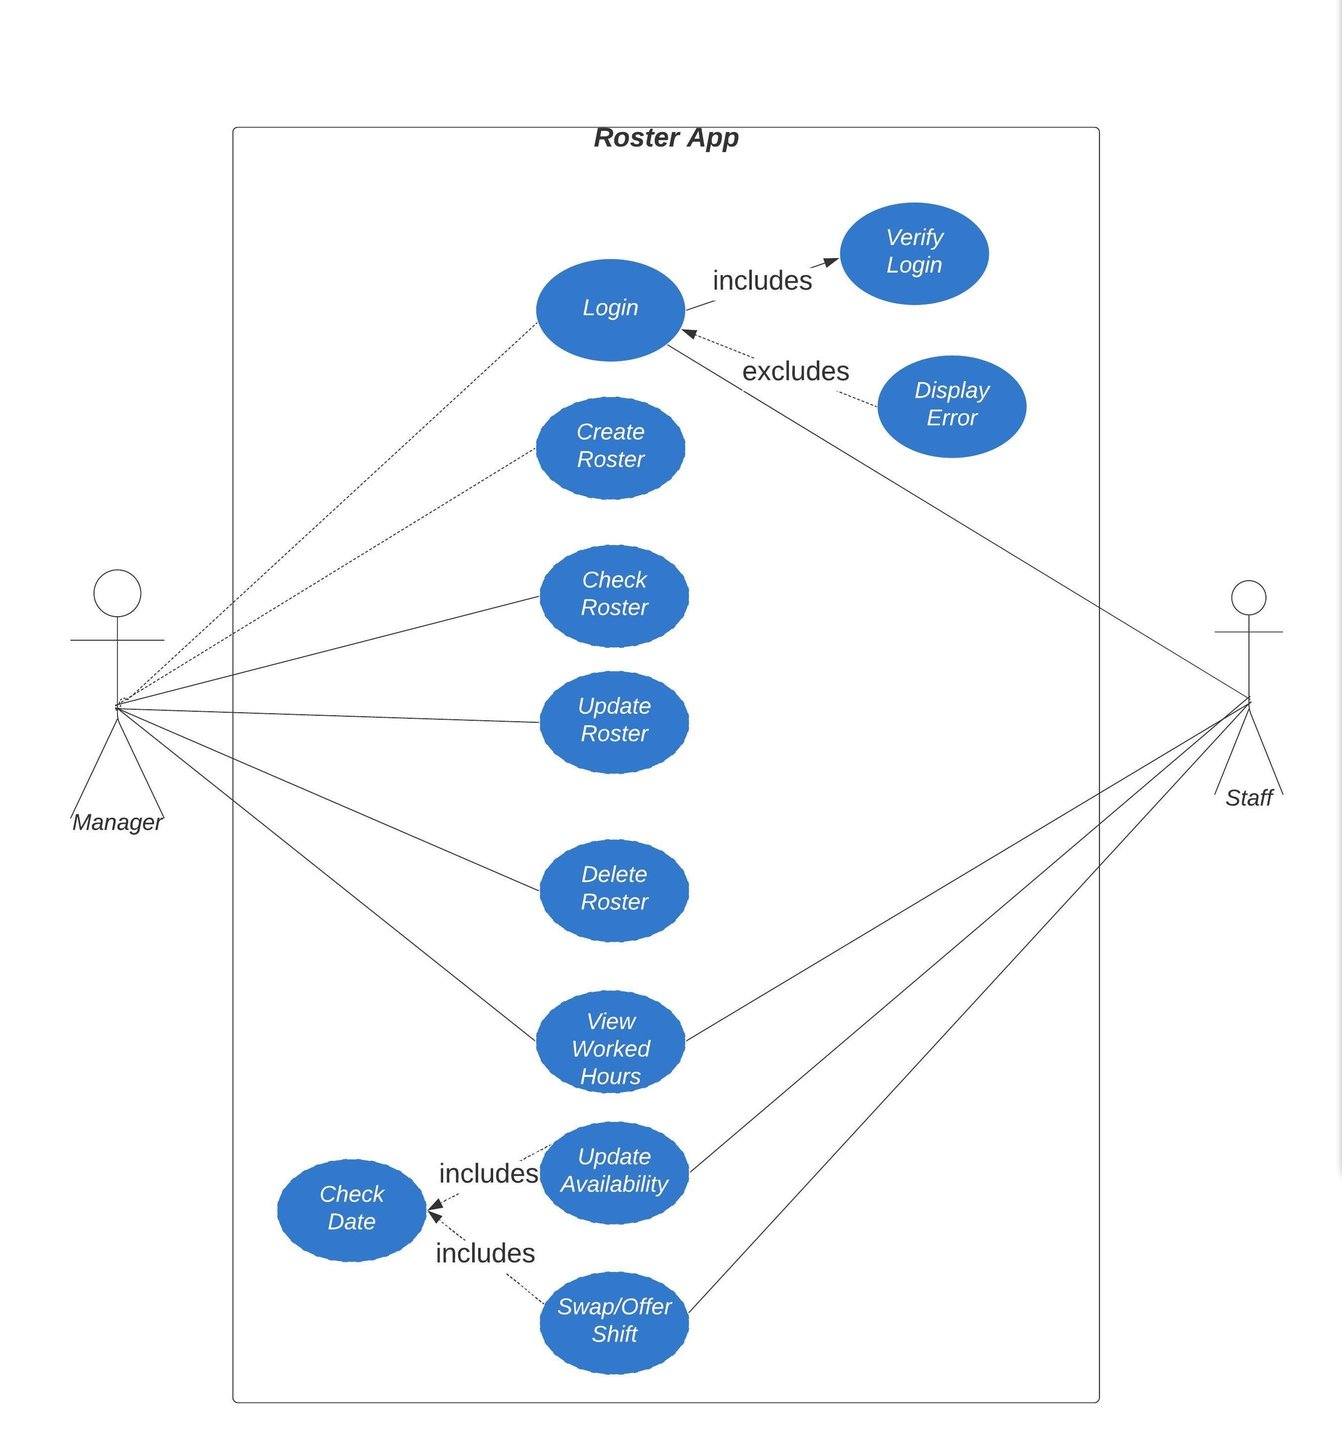 Roster App
Verify
Login
includes
Login
excludes
Display
Error
Create
Roster
Check
Roster
Update
Roster
Manager
Staff
Delete
Roster
View
Worked
Hours
Update
Availability
includes
Check
Date
includes
Swap/Offer
Shift